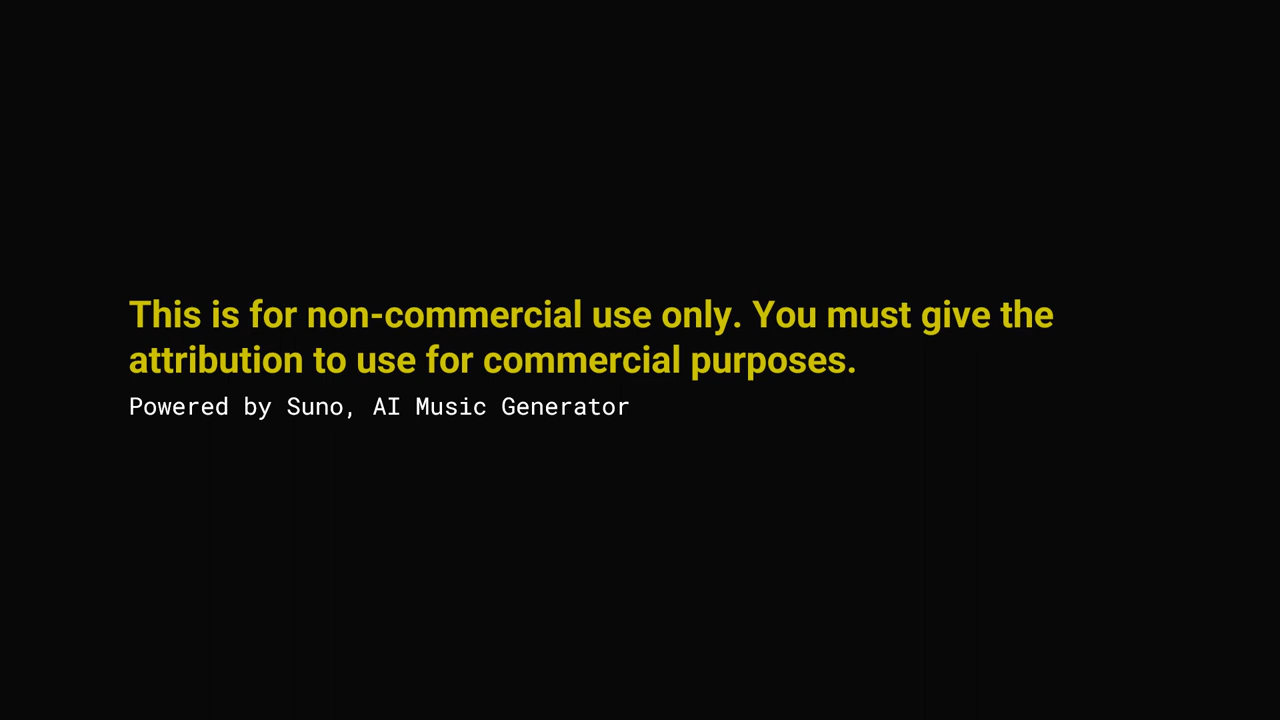 This is for non-commercial use only. You must give the
attribution to use for commercial purposes.
Powered by Suno, AI Music Generator